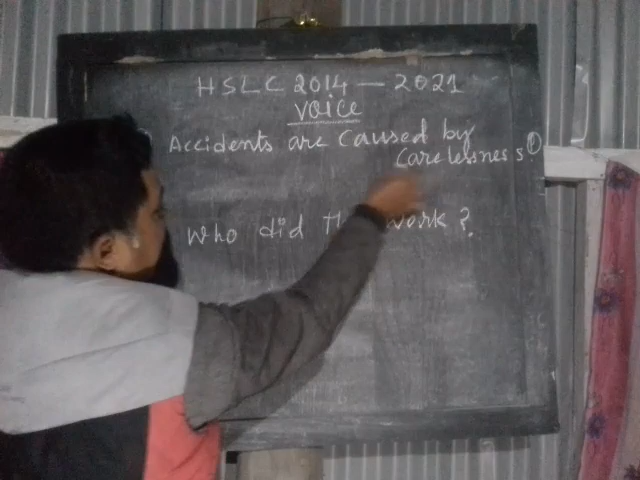 HSLC 2014 — 2021
Voice
Accidents are caused by
carelessness ①
Who did work ?